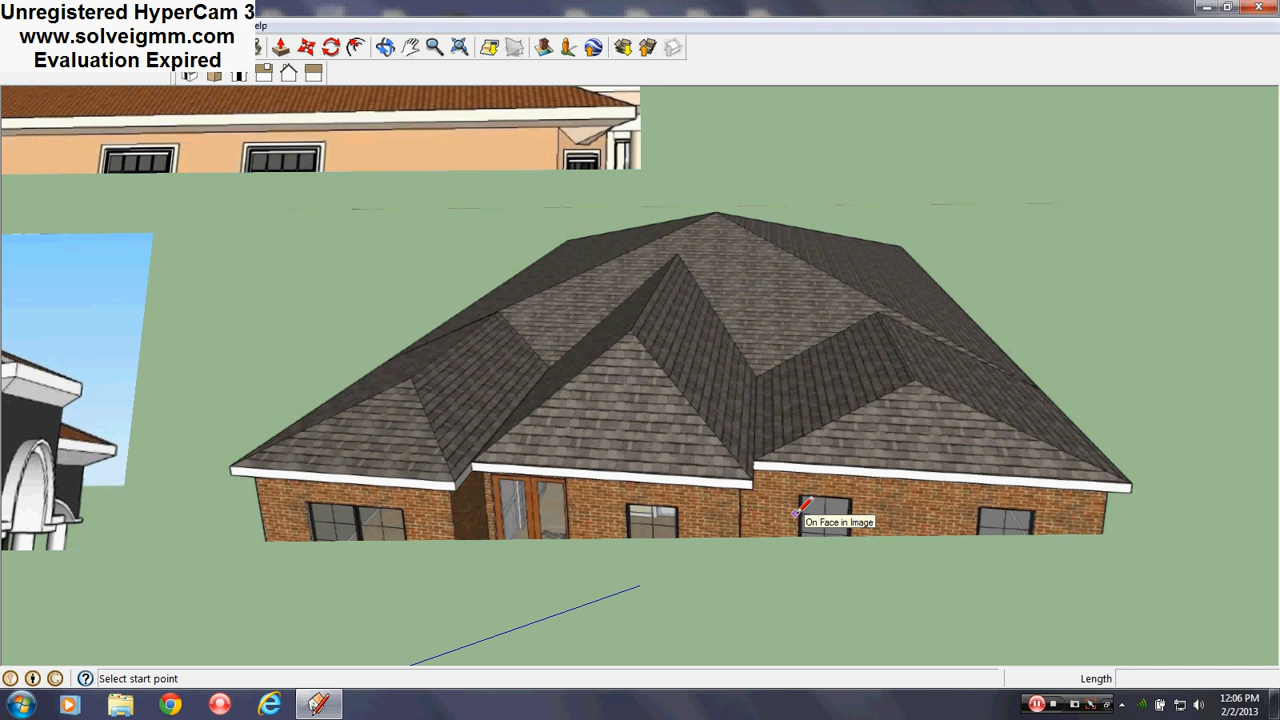 Unregistered HyperCam 3
www.solveigmm.com
Evaluation Expired
elp
On Face in Image
Select start point
Length
12:06 PM
2/2/2013